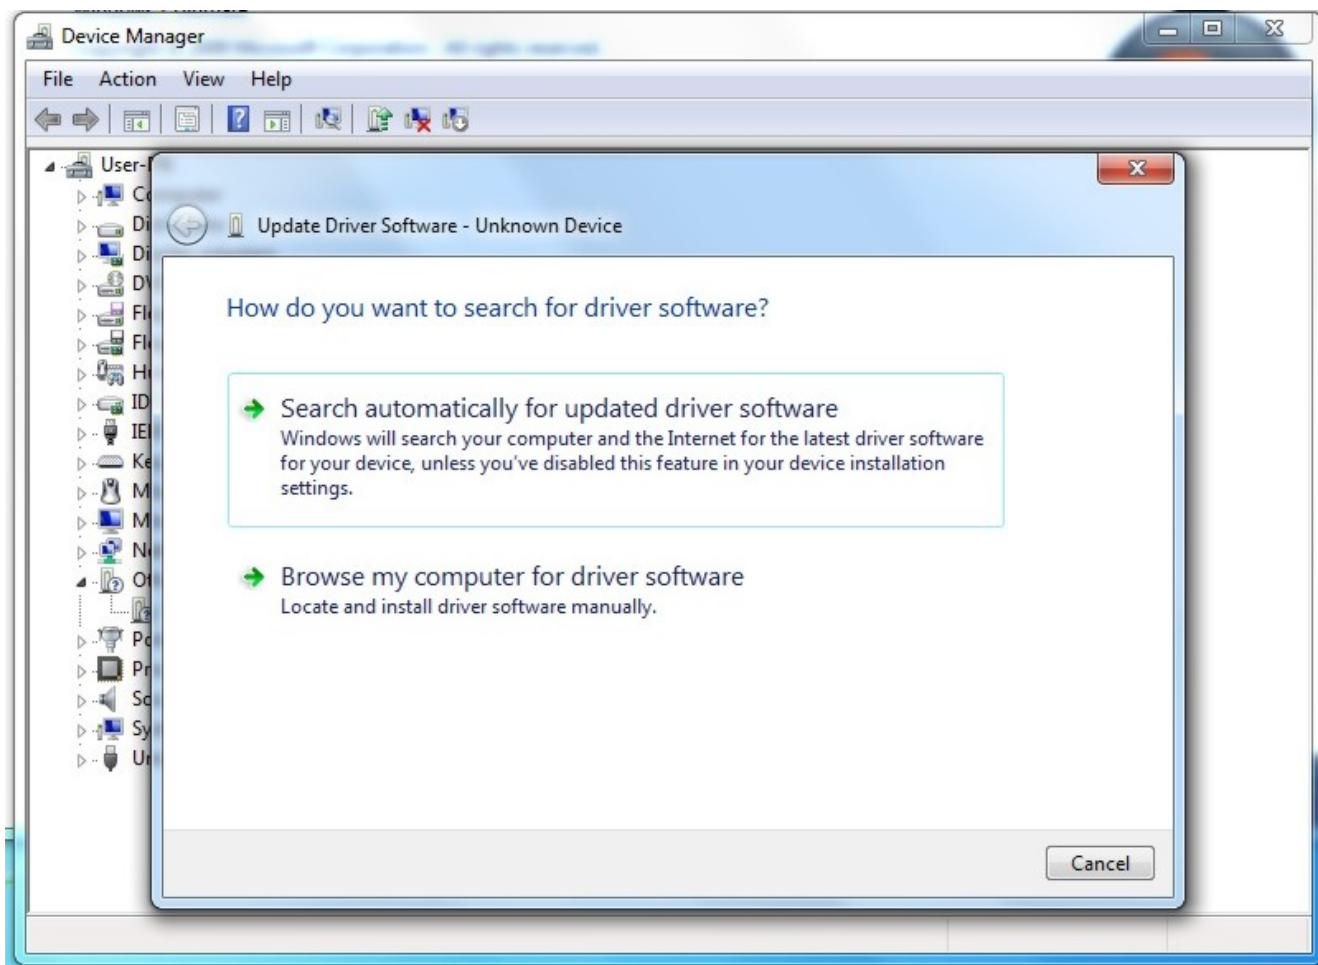 Device Manager
File Action View Help
User-
Update Driver Software - Unknown Device
How do you want to search for driver software?
Search automatically for updated driver software
Windows will search your computer and the Internet for the latest driver software
for your device, unless you've disabled this feature in your device installation
settings.
Browse my computer for driver software
Locate and install driver software manually.
Cancel